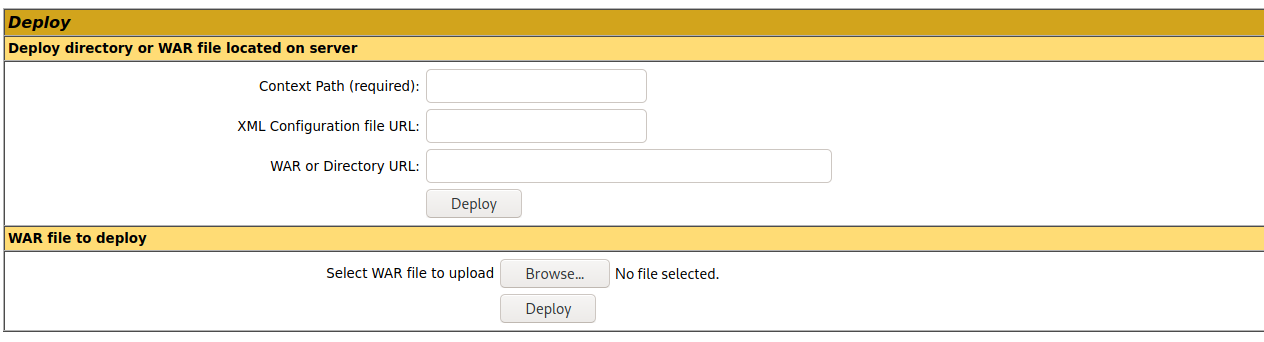 Deploy
Deploy directory or WAR file located on server
Context Path (required):
XML Configuration file URL:
WAR or Directory URL:
Deploy
WAR file to deploy
Select WAR file to upload Browse... No file selected.
Deploy